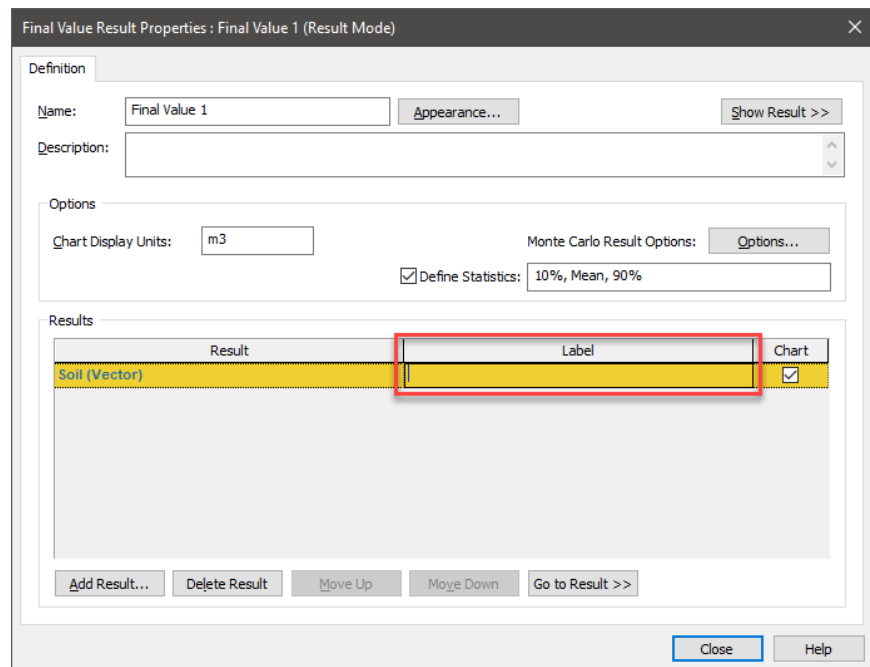 Final Value Result Properties : Final Value 1 (Result Mode)
Definition
Name: Final Value 1 Appearance... Show Result >>
Description:
Options
Chart Display Units: m3 Monte Carlo Result Options: Options...
Define Statistics: 10%, Mean, 90%
Results
Result Label Chart
Soil (Vector)
Add Result... Delete Result Move Up Move Down Go to Result >>
Close Help